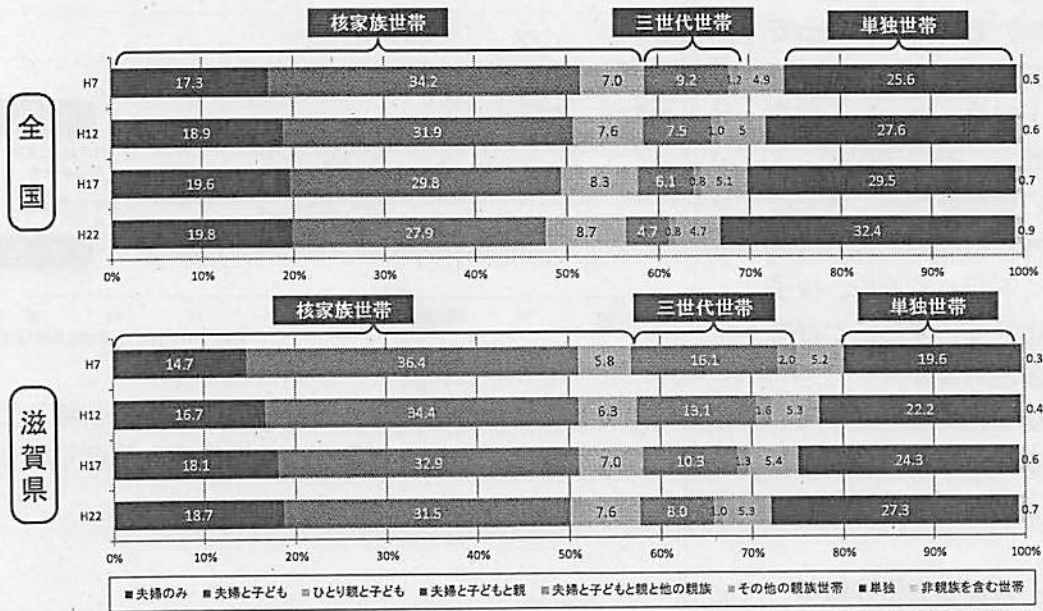 核家族世帯 三世代世帯 単独世帯
全国
H7 17.3 34.2 7.0 9.2 1.2 4.9 25.6 0.5
H12 18.9 31.9 7.6 7.5 1.0 5 27.6 0.6
H17 19.6 29.8 8.3 6.1 0.8 5.1 29.5 0.7
H22 19.8 27.9 8.7 4.7 0.8 4.7 32.4 0.9
0% 10% 20% 30% 40% 50% 60% 70% 80% 90% 100%
核家族世帯 三世代世帯 単独世帯
滋賀県
H7 14.7 36.4 5.8 16.1 2.0 5.2 19.6 0.3
H12 16.7 34.4 6.3 13.1 1.6 5.3 22.2 0.4
H17 18.1 32.9 7.0 10.3 1.3 5.4 24.3 0.6
H22 18.7 31.5 7.6 8.0 1.0 5.3 27.3 0.7
0% 10% 20% 30% 40% 50% 60% 70% 80% 90% 100%
■夫婦のみ ■夫婦と子ども ■ひとり親と子ども ■夫婦と子どもと親 ■夫婦と子どもと親と他の親族 ■その他の親族世帯 ■単独 ■非親族を含む世帯